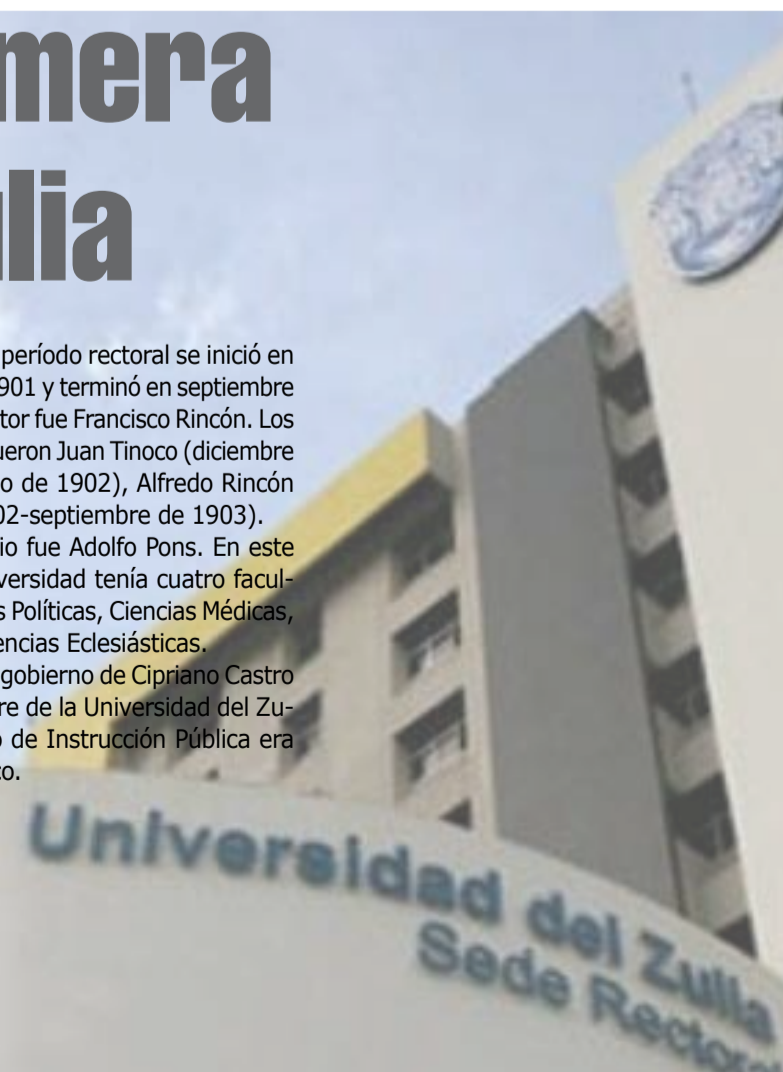 mera
lia
período rectoral se inició en
901 y terminó en septiembre
tor fue Francisco Rincón. Los
ueron Juan Tinoco (diciembre
o de 1902), Alfredo Rincón
02-septiembre de 1903).
io fue Adolfo Pons. En este
versidad tenía cuatro facul-
s Políticas, Ciencias Médicas,
encias Eclesiásticas.
gobierno de Cipriano Castro
re de la Universidad del Zu-
o de Instrucción Pública era
co.
Universidad del Zulia
Sede Rectoral